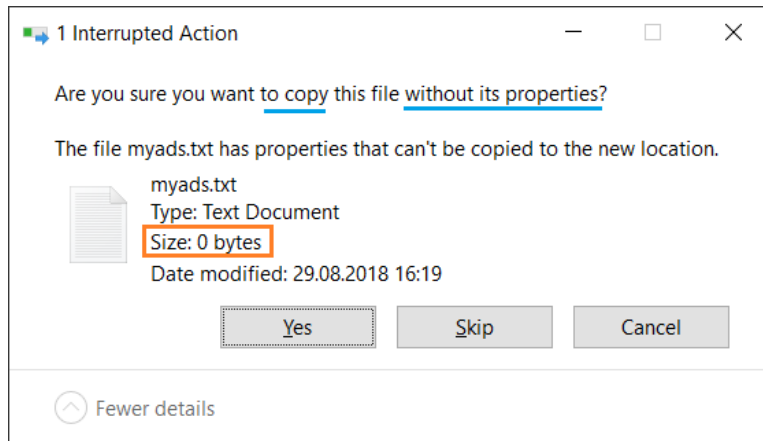 1 Interrupted Action
Are you sure you want to copy this file without its properties?
The file myads.txt has properties that can't be copied to the new location.
myads.txt
Type: Text Document
Size: 0 bytes
Date modified: 29.08.2018 16:19
Yes Skip Cancel
Fewer details